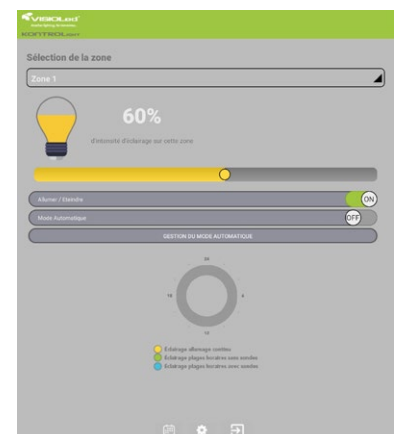 VISIOLed
KONTROLight
Sélection de la zone
Zone 1
60%
d'intensité d'éclairage sur cette zone
Allumer / Eteindre
ON
Mode Automatique
OFF
GESTION DU MODE AUTOMATIQUE
Eclairage allumage continu
Eclairage plages horaires sans sondes
Eclairage plages horaires avec sondes